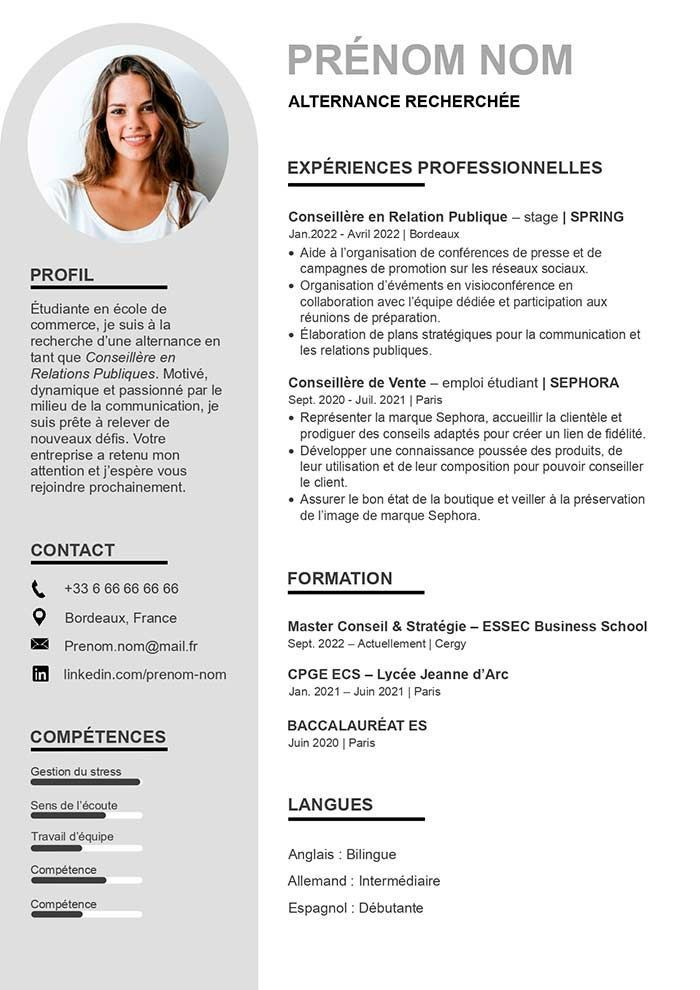 PRÉNOM NOM
ALTERNANCE RECHERCHÉE
PROFIL
Étudiante en école de
commerce, je suis à la
recherche d’une alternance en
tant que Conseillère en
Relations Publiques. Motivé,
dynamique et passionné par le
milieu de la communication, je
suis prête à relever de
nouveaux défis. Votre
entreprise a retenu mon
attention et j’espère vous
rejoindre prochainement.
CONTACT
+33 6 66 66 66 66
Bordeaux, France
Prenom.nom@mail.fr
linkedin.com/prenom-nom
COMPÉTENCES
Gestion du stress
Sens de l’écoute
Travail d’équipe
Compétence
Compétence
EXPÉRIENCES PROFESSIONNELLES
Conseillère en Relation Publique – stage | SPRING
Jan.2022 - Avril 2022 | Bordeaux
• Aide à l’organisation de conférences de presse et de
campagnes de promotion sur les réseaux sociaux.
• Organisation d’évéments en visioconférence en
collaboration avec l’équipe dédiée et participation aux
réunions de préparation.
• Élaboration de plans stratégiques pour la communication et
les relations publiques.
Conseillère de Vente – emploi étudiant | SEPHORA
Sept. 2020 - Juil. 2021 | Paris
• Représenter la marque Sephora, accueillir la clientèle et
prodiguer des conseils adaptés pour créer un lien de fidélité.
• Développer une connaissance poussée des produits, de
leur utilisation et de leur composition pour pouvoir conseiller
le client.
• Assurer le bon état de la boutique et veiller à la préservation
de l’image de marque Sephora.
FORMATION
Master Conseil & Stratégie – ESSEC Business School
Sept. 2022 – Actuellement | Cergy
CPGE ECS – Lycée Jeanne d’Arc
Jan. 2021 – Juin 2021 | Paris
BACCALAURÉAT ES
Juin 2020 | Paris
LANGUES
Anglais : Bilingue
Allemand : Intermédiaire
Espagnol : Débutante